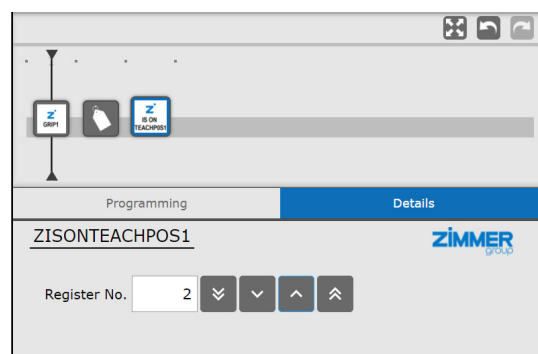 Z
GRIP1
Z
IS ON
TEACHPOS1
Programming
Details
ZISONTEACHPOS1
ZIMMER
group
Register No.
2